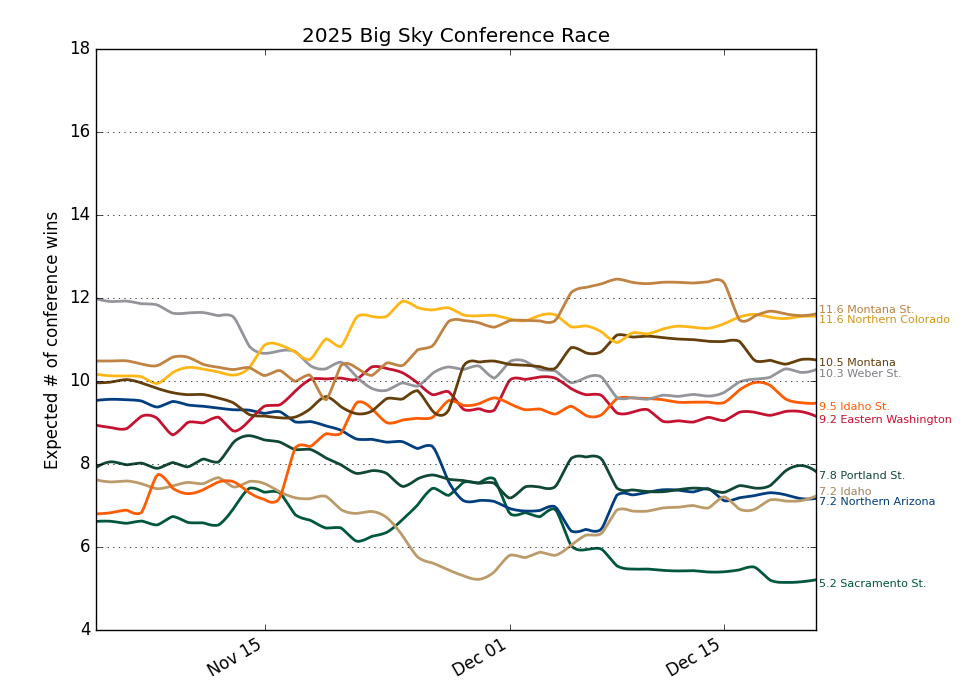 2025 Big Sky Conference Race
Expected # of conference wins
18
16
14
12
10
8
6
4
Nov 15
Dec 01
Dec 15
11.6 Montana St.
11.6 Northern Colorado
10.5 Montana
10.3 Weber St.
9.5 Idaho St.
9.2 Eastern Washington
7.8 Portland St.
7.2 Idaho
7.2 Northern Arizona
5.2 Sacramento St.